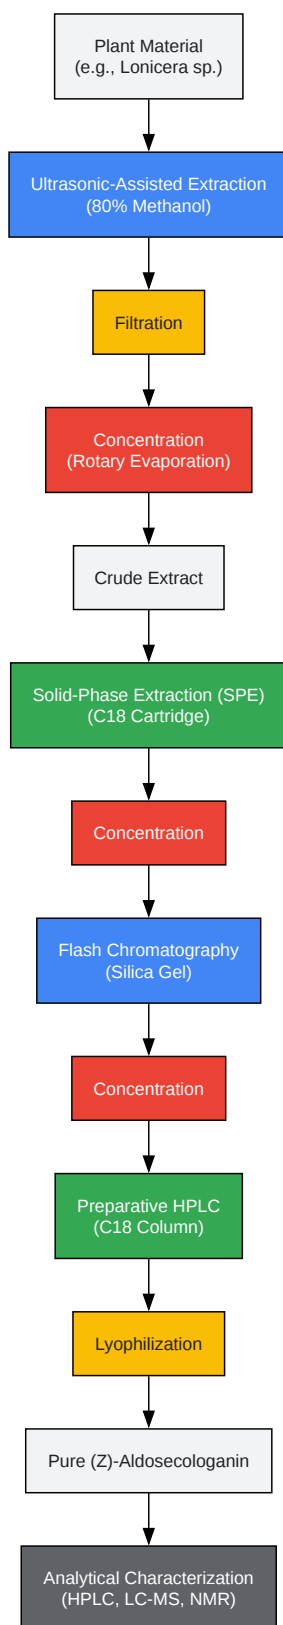 Plant Material
(e.g., Lonicera sp.)
Ultrasonic-Assisted Extraction
(80% Methanol)
Filtration
Concentration
(Rotary Evaporation)
Crude Extract
Solid-Phase Extraction (SPE)
(C18 Cartridge)
Concentration
Flash Chromatography
(Silica Gel)
Concentration
Preparative HPLC
(C18 Column)
Lyophilization
Pure (Z)-Aldosecologanin
Analytical Characterization
(HPLC, LC-MS, NMR)